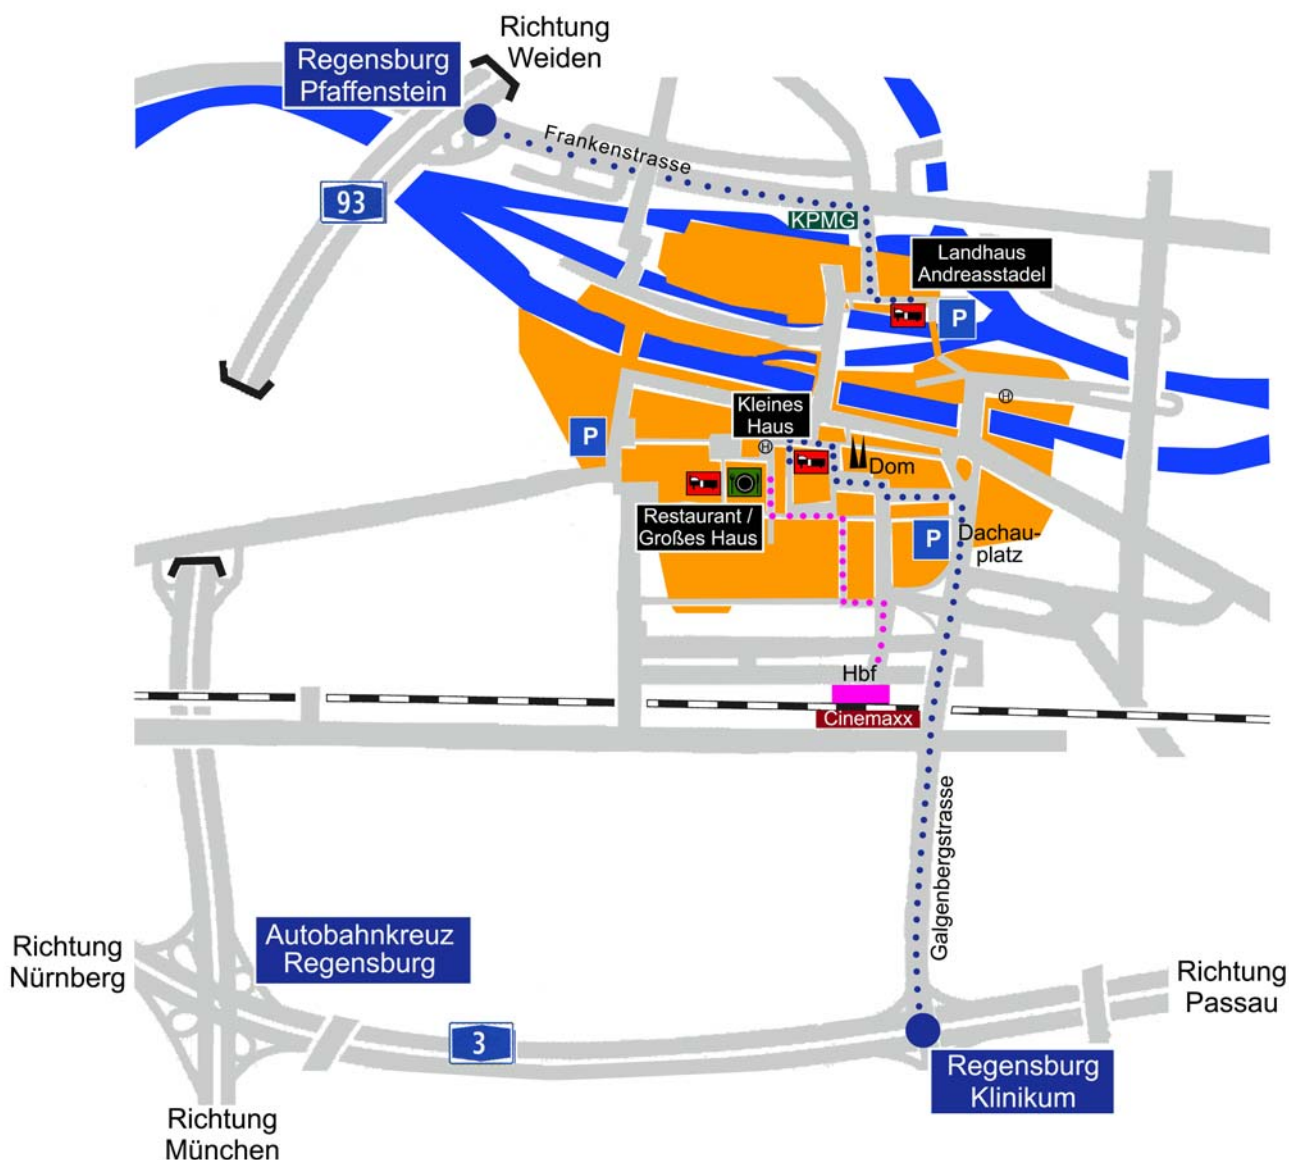 Richtung
Weiden
Regensburg
Pfaffenstein
Frankenstrasse
93
KPMG
Landhaus
Andreasstadel
P
Kleines
Haus
H
P
H
Dom
Restaurant /
Großes Haus
P
Dachau-
platz
Hbf
Cinemaxx
Galgenbergstrasse
Autobahnkreuz
Regensburg
Richtung
Nürnberg
Richtung
Passau
3
Regensburg
Klinikum
Richtung
München